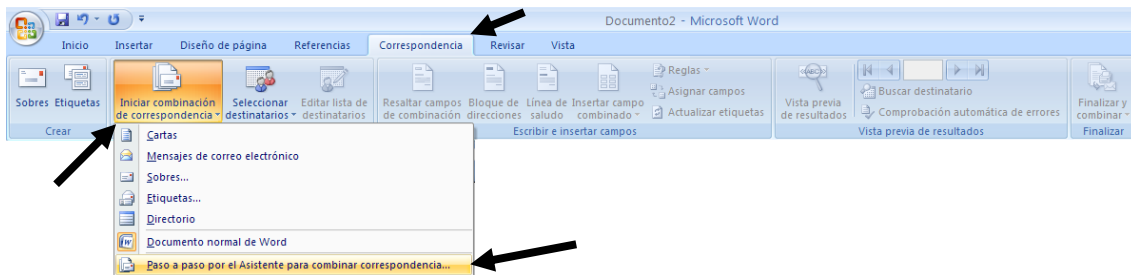 Documento2 - Microsoft Word
Inicio Insertar Diseño de página Referencias Correspondencia Revisar Vista
Sobres Etiquetas
Crear
Iniciar combinación de correspondencia
Seleccionar destinatarios
Editar lista de destinatarios
Resaltar campos de combinación
Bloque de direcciones
Línea de saludo
Insertar campo combinado
Reglas
Asignar campos
Actualizar etiquetas
Escribir e insertar campos
«ABC»
Vista previa de resultados
Buscar destinatario
Comprobación automática de errores
Vista previa de resultados
Finalizar y combinar
Finalizar
Cartas
Mensajes de correo electrónico
Sobres...
Etiquetas...
Directorio
Documento normal de Word
Paso a paso por el Asistente para combinar correspondencia...